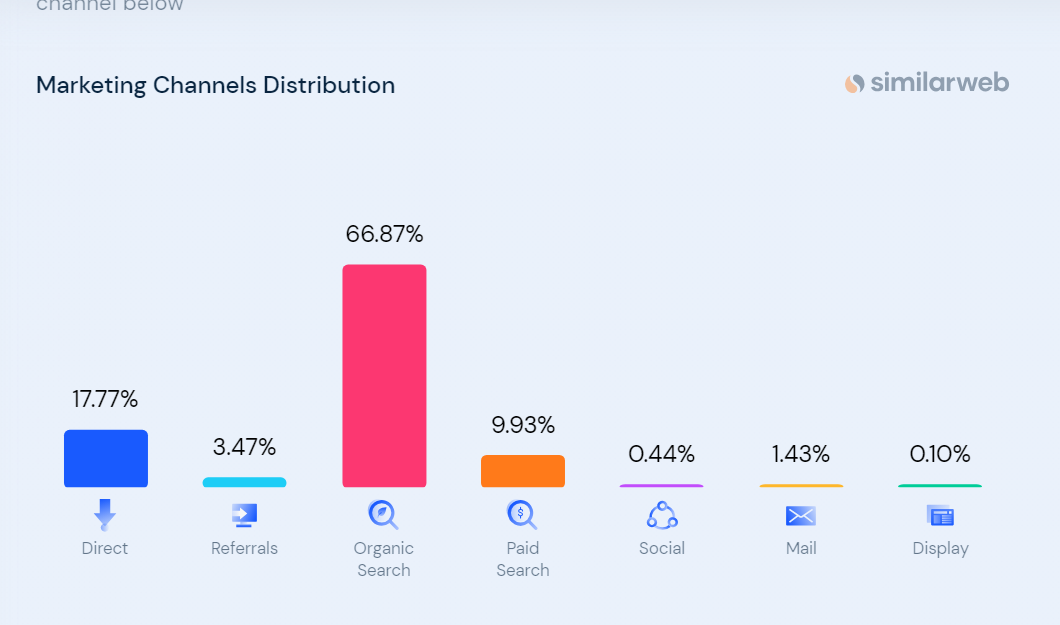 channel below
Marketing Channels Distribution
similarweb
66.87%
17.77%
9.93%
3.47%
0.44%
1.43%
0.10%
$
Direct
Referrals
Organic
Search
Paid
Search
Social
Mail
Display